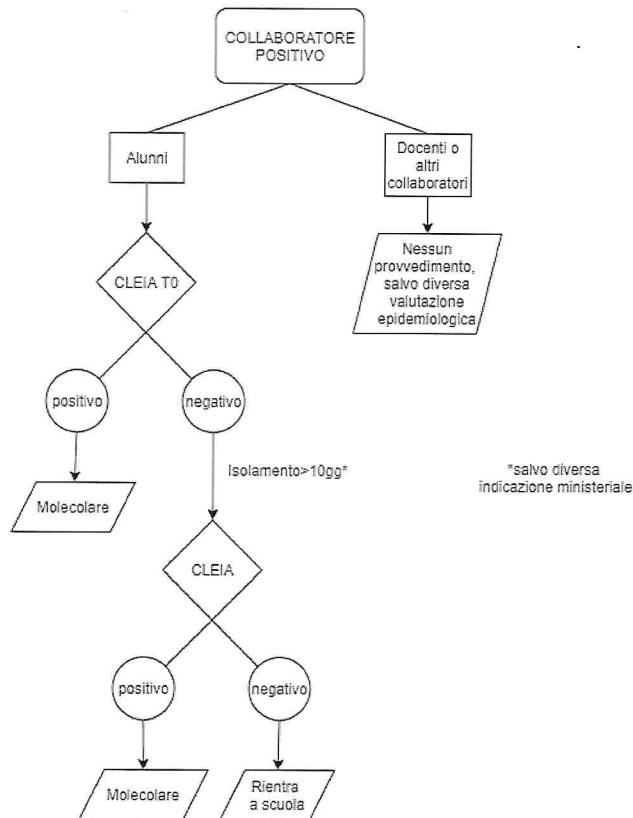 COLLABORATORE
POSITIVO
Alunni
Docenti o
altri
collaboratori
CLEIA T0
Nessun
provvedimento,
salvo diversa
valutazione
epidemiologica
positivo
negativo
Isolamento>10gg*
*salvo diversa
indicazione ministeriale
Molecolare
CLEIA
positivo
negativo
Molecolare
Rientra
a scuola